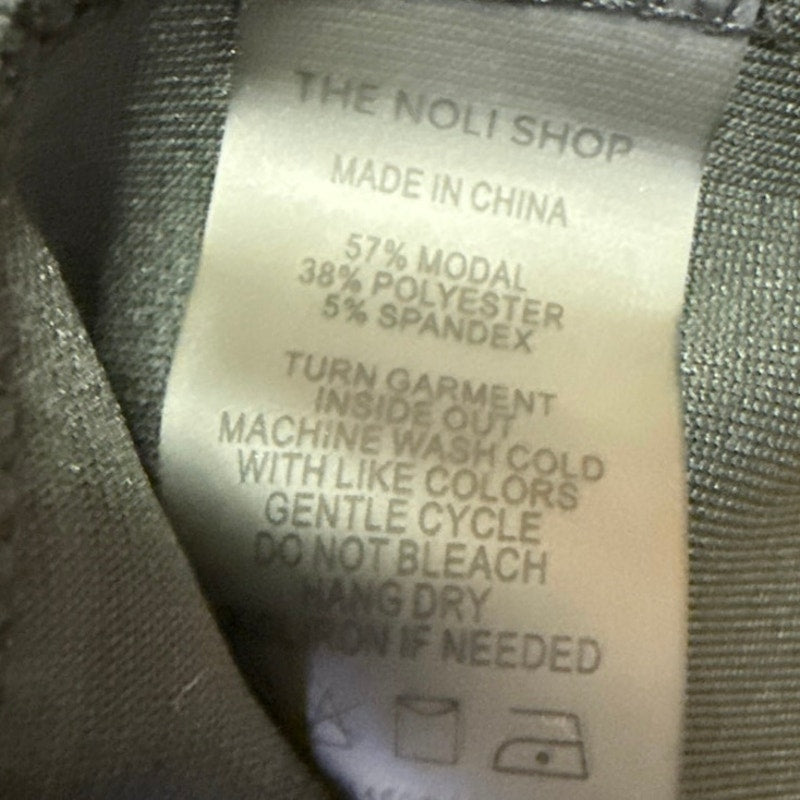 THE NOLI SHOP
MADE IN CHINA
57% MODAL
38% POLYESTER
5% SPANDEX
TURN GARMENT
INSIDE OUT
MACHINE WASH COLD
WITH LIKE COLORS
GENTLE CYCLE
DO NOT BLEACH
HANG DRY
IRON IF NEEDED